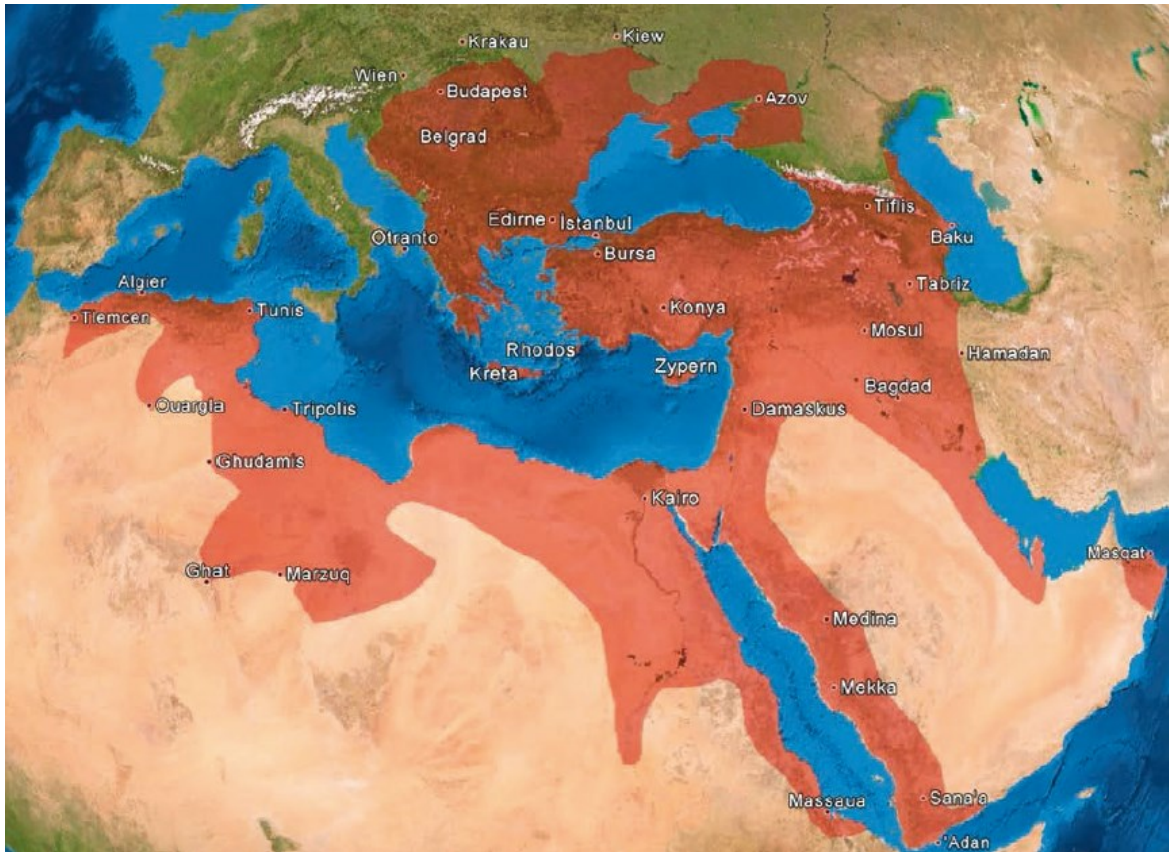 Krakau
Kiew
Wien
Budapest
Azov
Belgrad
Tiflis
Edirne
İstanbul
Otranto
Bursa
Baku
Algier
Tabriz
Tlemcen
Tunis
Konya
Mosul
Rhodos
Hamadan
Kreta
Zypern
Bagdad
Ouargla
Tripolis
Damaskus
Ghudamis
Kairo
Masqat
Ghat
Marzuq
Medina
Mekka
Massaua
Sana'a
'Adan